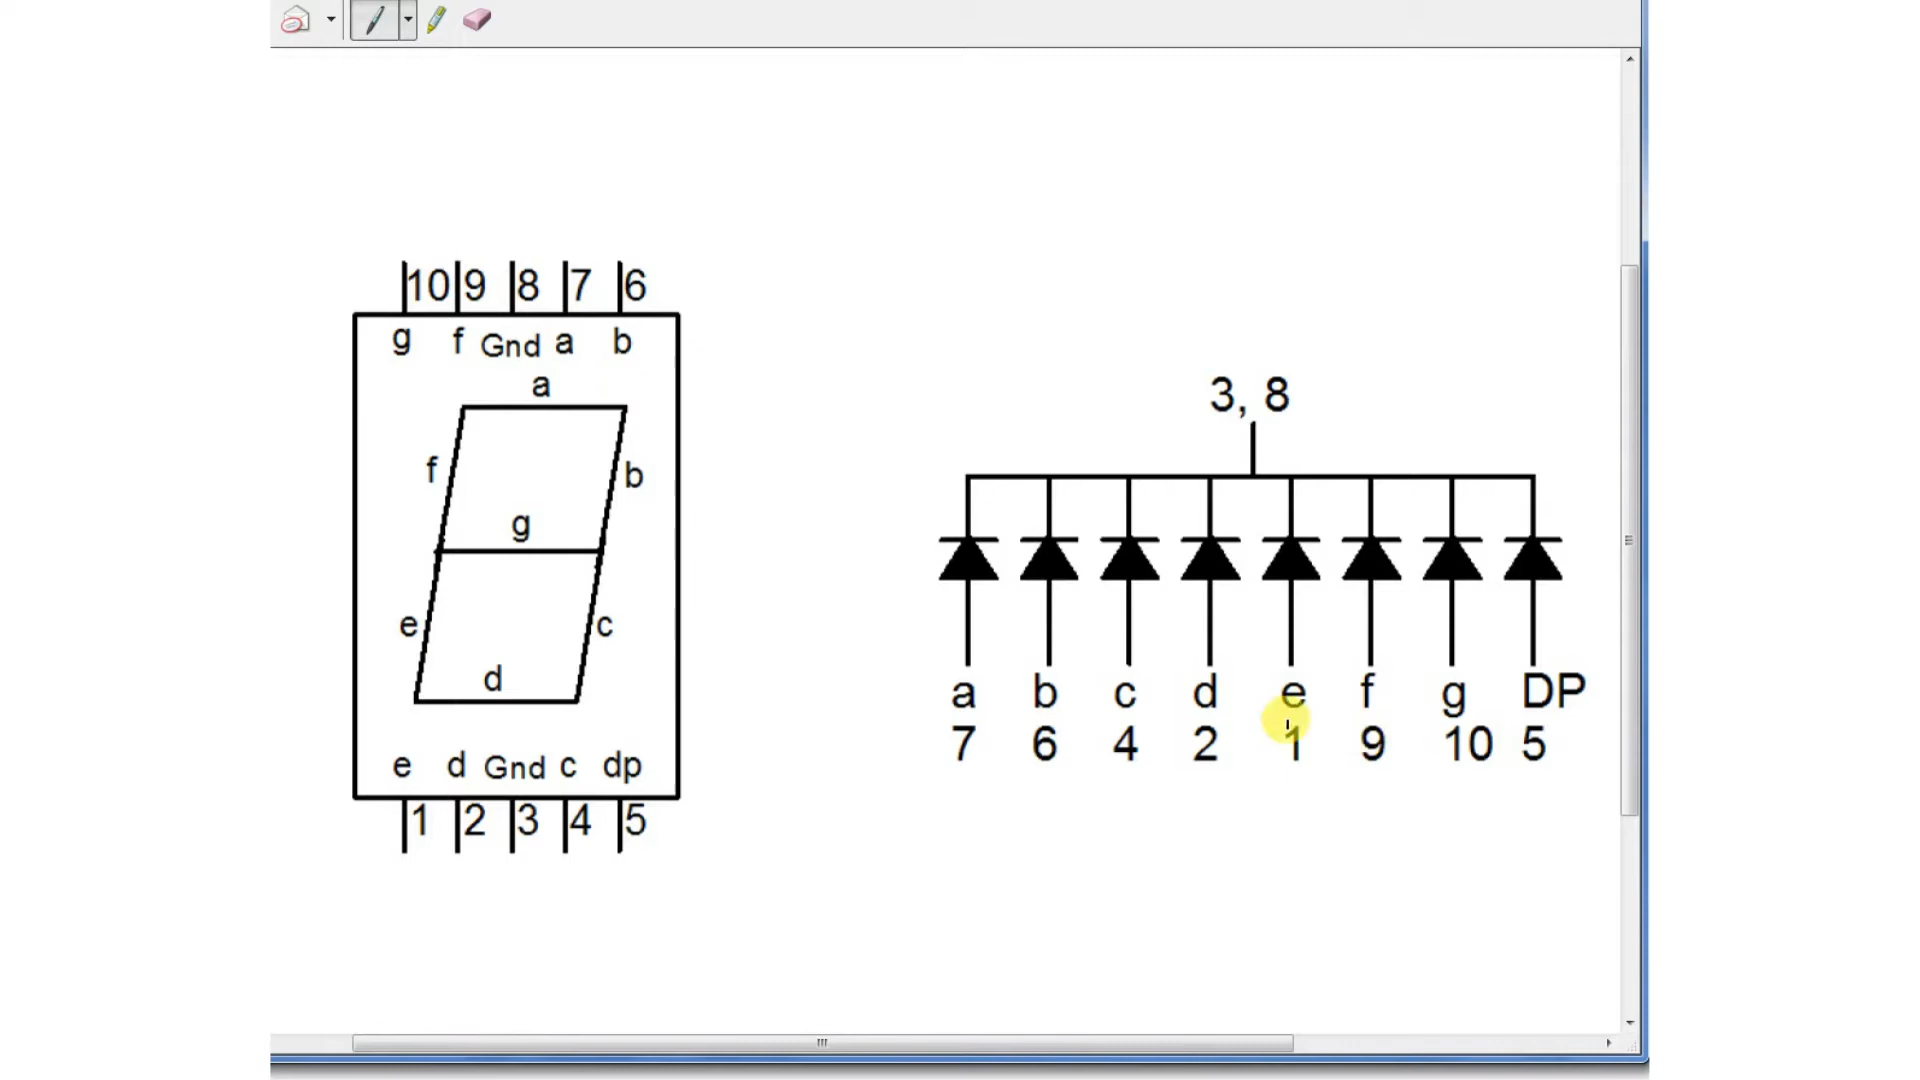 10 9 8 7 6
g f Gnd a b
a
f b
g
e c
d
e d Gnd c dp
1 2 3 4 5
3, 8
a b c d e f g DP
7 6 4 2 1 9 10 5